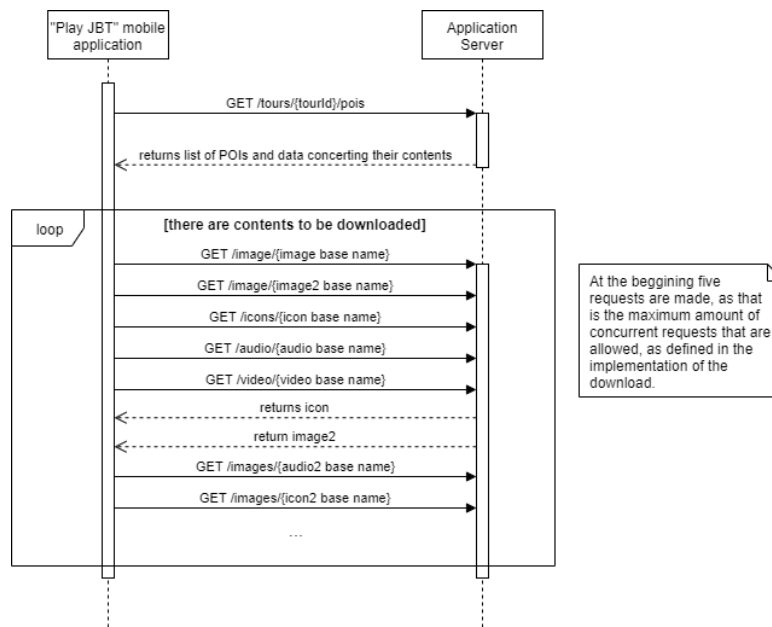 "Play JBT" mobile
application
Application
Server
GET /tours/{tourId}/pois
returns list of POIs and data concerting their contents
loop
[there are contents to be downloaded]
GET /image/{image base name}
GET /image/{image2 base name}
GET /icons/{icon base name}
GET /audio/{audio base name}
GET /video/{video base name}
returns icon
return image2
GET /images/{audio2 base name}
GET /images/{icon2 base name}
...
At the beggining five
requests are made, as that
is the maximum amount of
concurrent requests that are
allowed, as defined in the
implementation of the
download.